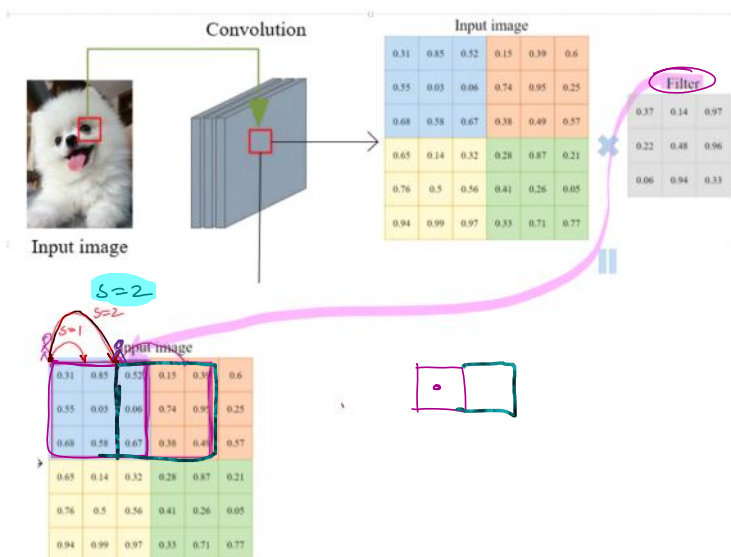 Convolution
Input image
Input image
0.31 0.85 0.52 0.15 0.39 0.6
0.55 0.03 0.06 0.74 0.95 0.25
0.68 0.58 0.67 0.38 0.49 0.57
0.65 0.14 0.32 0.28 0.87 0.21
0.76 0.5 0.56 0.41 0.26 0.05
0.94 0.99 0.97 0.33 0.71 0.77
Filter
0.37 0.14 0.97
0.22 0.48 0.96
0.06 0.94 0.33
S=2
S=2
S=1
nput image
0.31 0.85 0.52 0.15 0.39 0.6
0.55 0.03 0.06 0.74 0.95 0.25
0.68 0.58 0.67 0.38 0.49 0.57
0.65 0.14 0.32 0.28 0.87 0.21
0.76 0.5 0.56 0.41 0.26 0.05
0.94 0.99 0.97 0.33 0.71 0.77